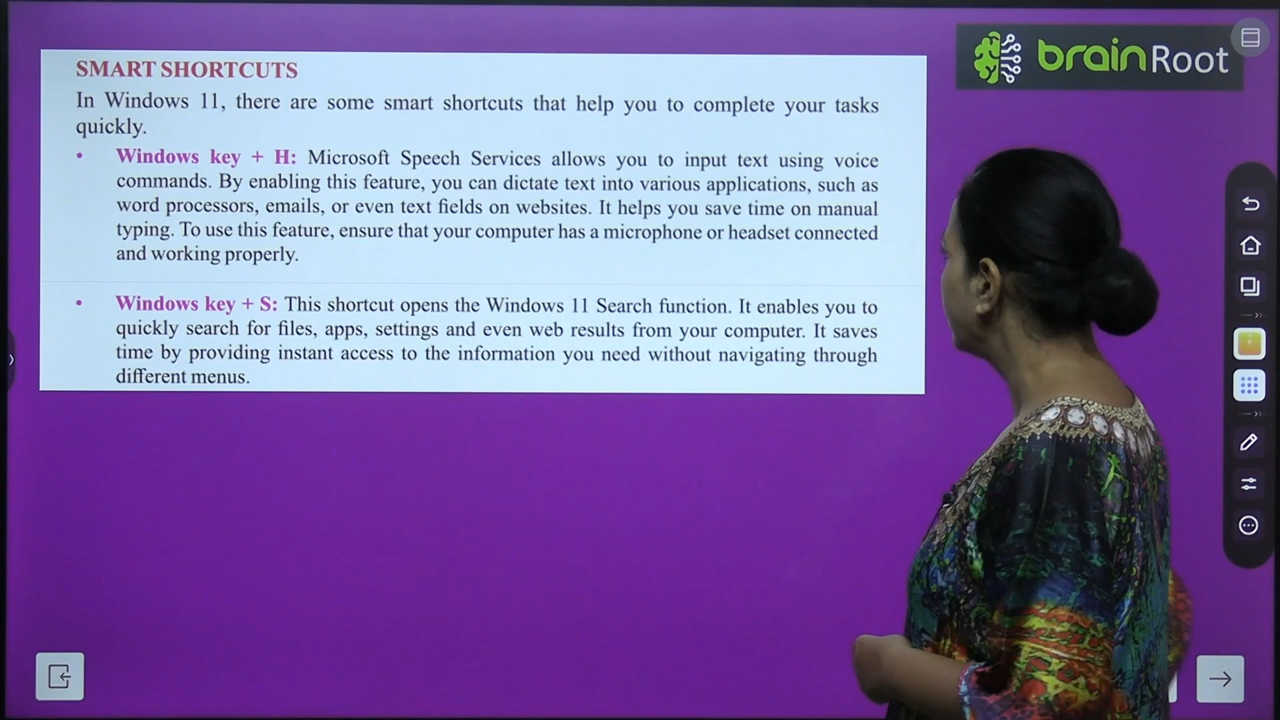 brainRoot
SMART SHORTCUTS
In Windows 11, there are some smart shortcuts that help you to complete your tasks
quickly.
• Windows key + H: Microsoft Speech Services allows you to input text using voice
commands. By enabling this feature, you can dictate text into various applications, such as
word processors, emails, or even text fields on websites. It helps you save time on manual
typing. To use this feature, ensure that your computer has a microphone or headset connected
and working properly.
• Windows key + S: This shortcut opens the Windows 11 Search function. It enables you to
quickly search for files, apps, settings and even web results from your computer. It saves
time by providing instant access to the information you need without navigating through
different menus.